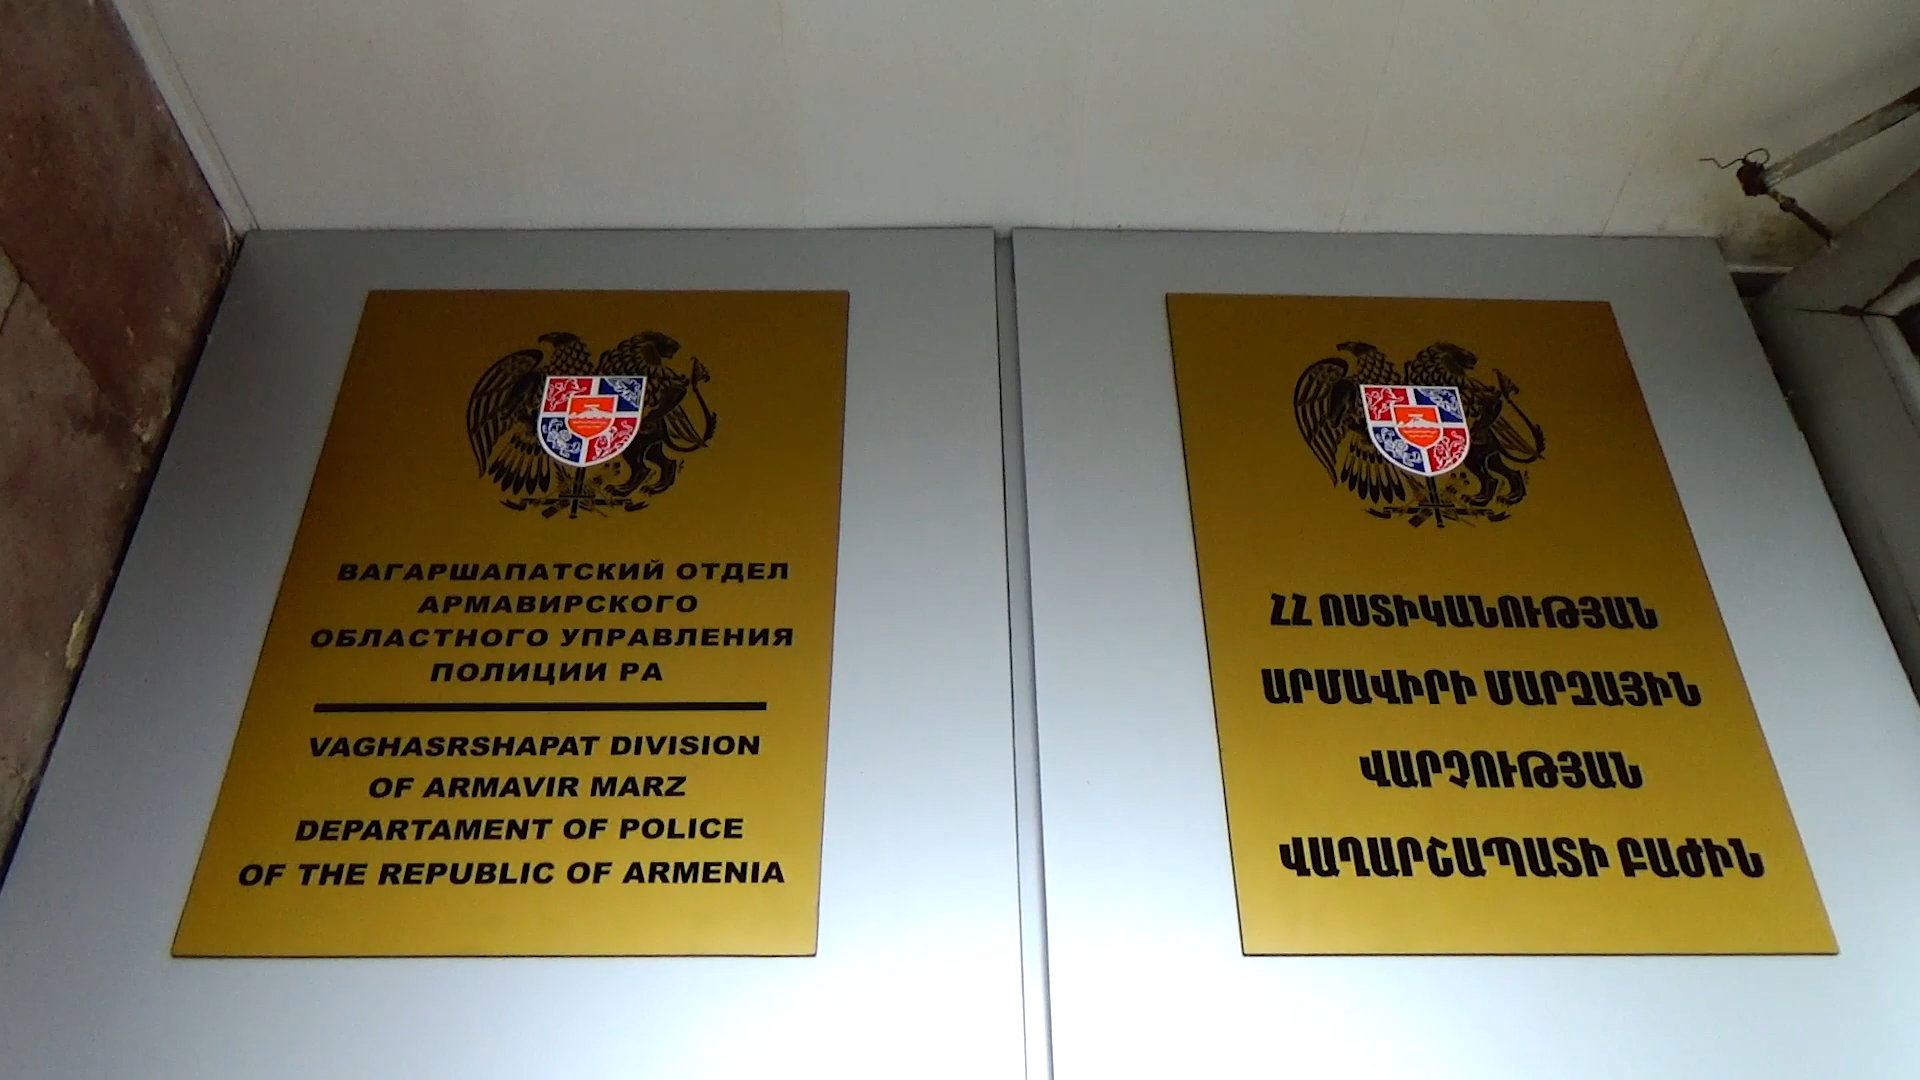 ВАГАРШАПАТСКИЙ ОТДЕЛ
АРМАВИРСКОГО
ОБЛАСТНОГО УПРАВЛЕНИЯ
ПОЛИЦИИ РА
VAGHASRSHAPAT DIVISION
OF ARMAVIR MARZ
DEPARTAMENT OF POLICE
OF THE REPUBLIC OF ARMENIA
ՀՀ ՈՍՏԻԿԱՆՈՒԹՅԱՆ
ԱՐՄԱՎԻՐԻ ՄԱՐԶԱՅԻՆ
ՎԱՐՉՈՒԹՅԱՆ
ՎԱՂԱՐՇԱՊԱՏԻ ԲԱԺԻՆ